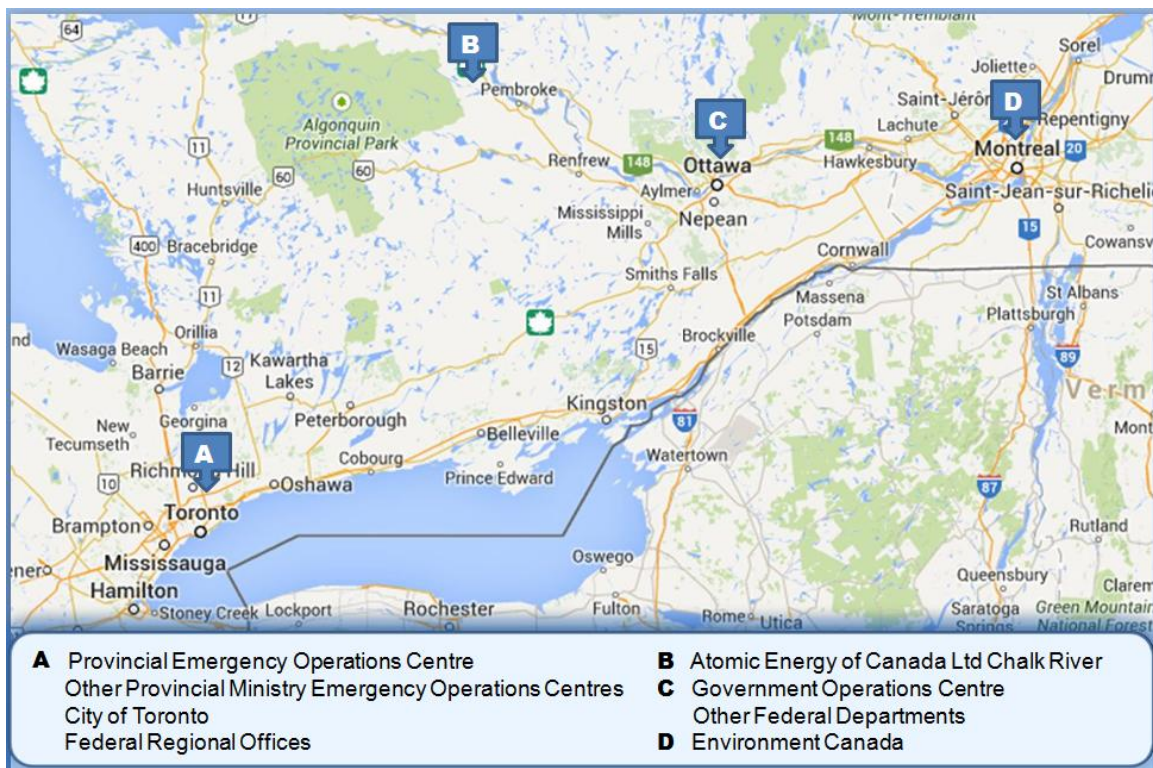 Mont-Tremblant
64
17
B
Sorel
Joliette
Drumm
Pembroke
D
Saint-Jérôm
Repentigny
Algonquin
Provincial Park
C
Lachute
11
148
Montreal
20
Renfrew
148
Ottawa
Hawkesbury
60
60
Huntsville
Aylmer
Saint-Jean-sur-Richelie
Mississippi
Mills
Nepean
15
400
Bracebridge
Cornwall
Cowansv
Smiths Falls
11
Massena
St Albans
Potsdam
Plattsburgh
Orillia
Brockville
nd
Wasaga Beach
15
89
12
Kawartha
Lakes
Barrie
Verm
Kingston
Georgina
Peterborough
81
New
Tecumseth
Belleville
Mont
A
Watertown
Richmond Hill
Cobourg
Prince Edward
10
Oshawa
87
Toronto
Brampton
Rutland
Mississauga
Oswego
ener
Queensbury
Hamilton
Clarem
Stoney Creek
Lockport
Rochester
Fulton
Rome
Utica
Saratoga
Springs
Green Mountain
National Forest
A Provincial Emergency Operations Centre
Other Provincial Ministry Emergency Operations Centres
City of Toronto
Federal Regional Offices
B Atomic Energy of Canada Ltd Chalk River
C Government Operations Centre
Other Federal Departments
D Environment Canada